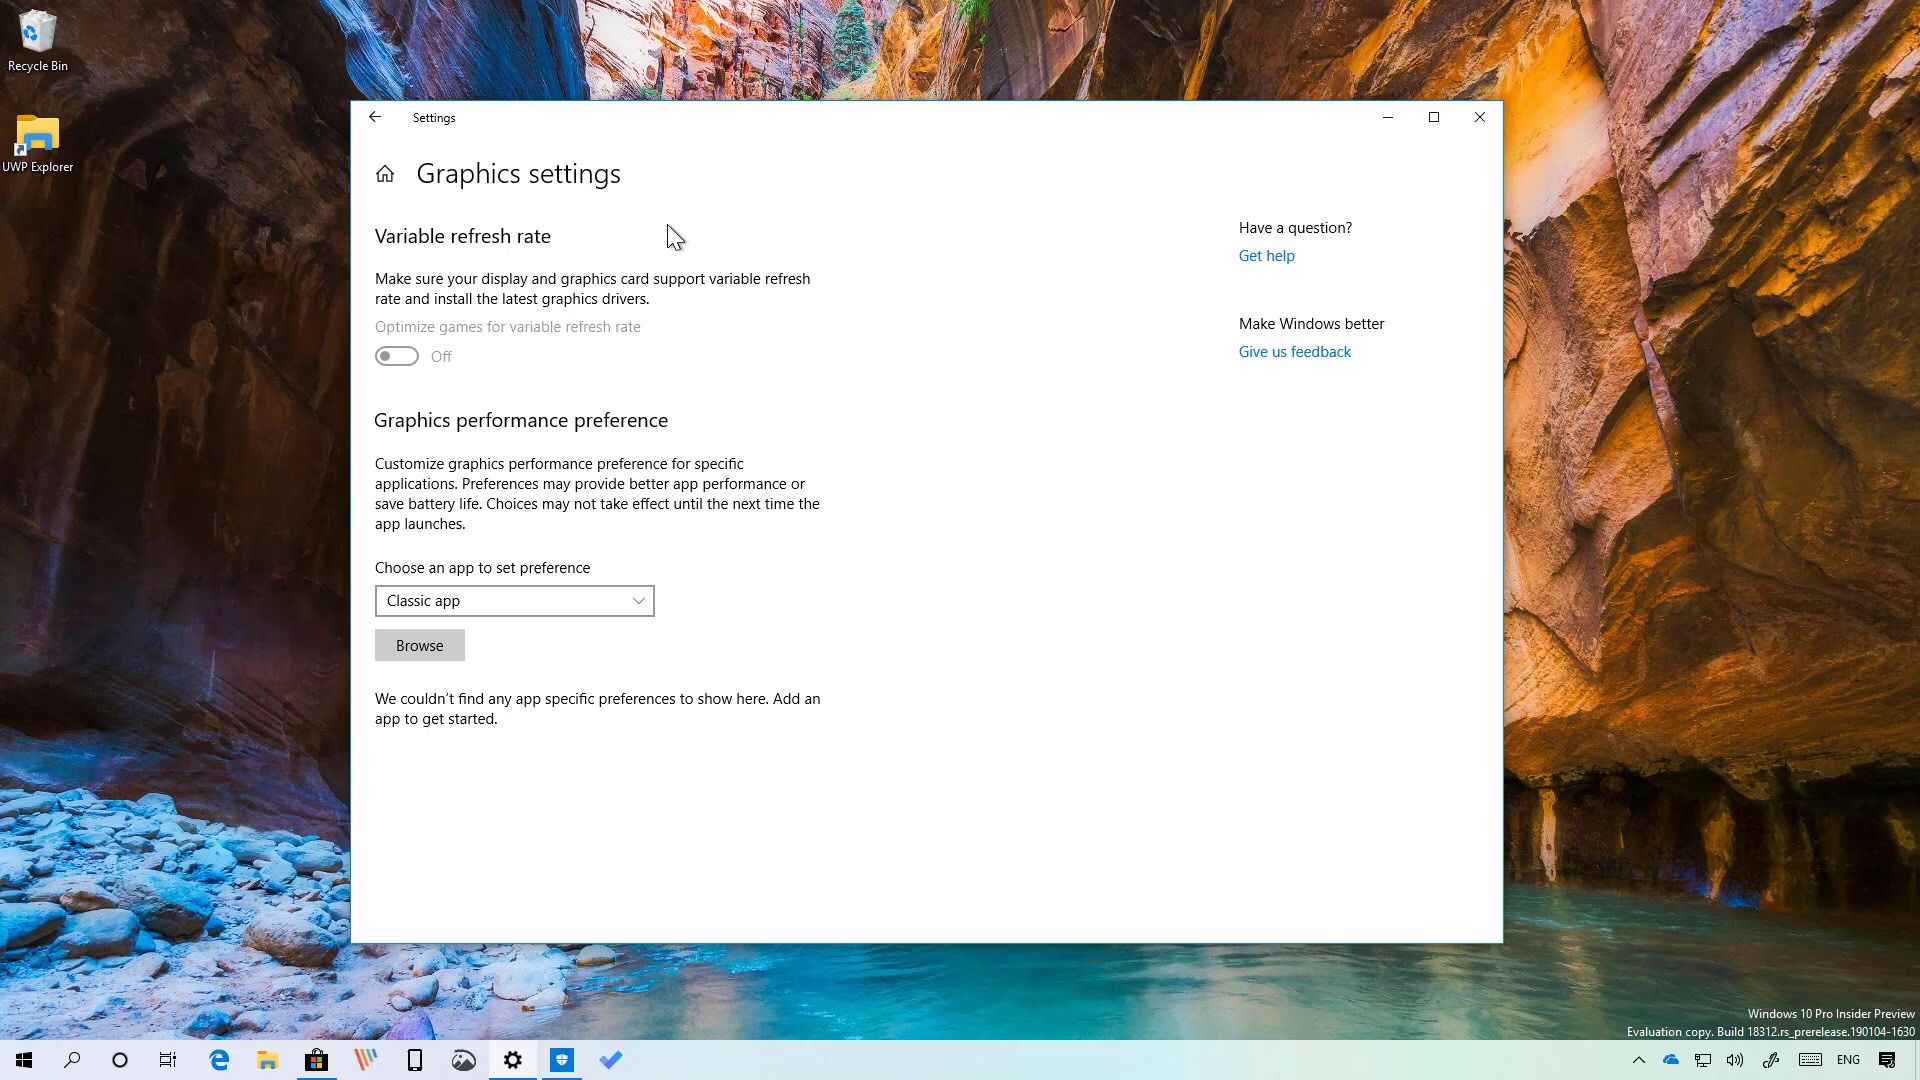 Recycle Bin
UWP Explorer
Settings
Graphics settings
Variable refresh rate
Make sure your display and graphics card support variable refresh
rate and install the latest graphics drivers.
Optimize games for variable refresh rate
Off
Graphics performance preference
Customize graphics performance preference for specific
applications. Preferences may provide better app performance or
save battery life. Choices may not take effect until the next time the
app launches.
Choose an app to set preference
Classic app
Browse
We couldn't find any app specific preferences to show here. Add an
app to get started.
Have a question?
Get help
Make Windows better
Give us feedback
Windows 10 Pro Insider Preview
Evaluation copy. Build 18312.rs_prerelease.190104-1630
ENG